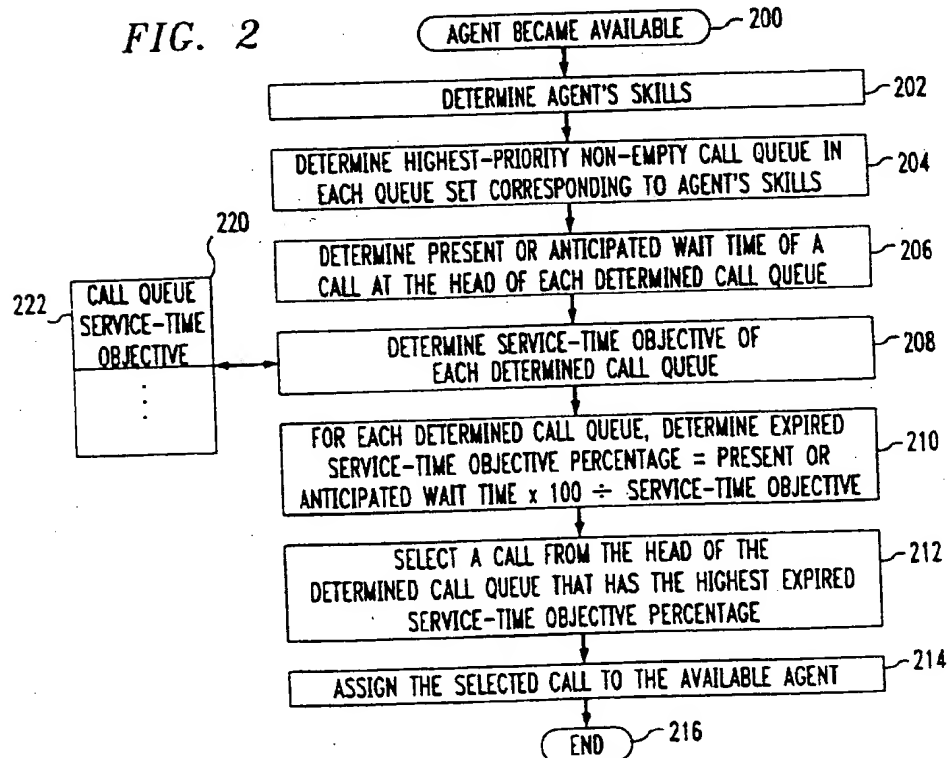 FIG. 2
AGENT BECAME AVAILABLE
200
DETERMINE AGENT'S SKILLS
202
DETERMINE HIGHEST-PRIORITY NON-EMPTY CALL QUEUE IN
EACH QUEUE SET CORRESPONDING TO AGENT'S SKILLS
204
DETERMINE PRESENT OR ANTICIPATED WAIT TIME OF A
CALL AT THE HEAD OF EACH DETERMINED CALL QUEUE
206
220
222
CALL QUEUE
SERVICE-TIME
OBJECTIVE
DETERMINE SERVICE-TIME OBJECTIVE OF
EACH DETERMINED CALL QUEUE
208
FOR EACH DETERMINED CALL QUEUE, DETERMINE EXPIRED
SERVICE-TIME OBJECTIVE PERCENTAGE = PRESENT OR
ANTICIPATED WAIT TIME x 100 ÷ SERVICE-TIME OBJECTIVE
210
SELECT A CALL FROM THE HEAD OF THE
DETERMINED CALL QUEUE THAT HAS THE HIGHEST EXPIRED
SERVICE-TIME OBJECTIVE PERCENTAGE
212
ASSIGN THE SELECTED CALL TO THE AVAILABLE AGENT
214
END
216